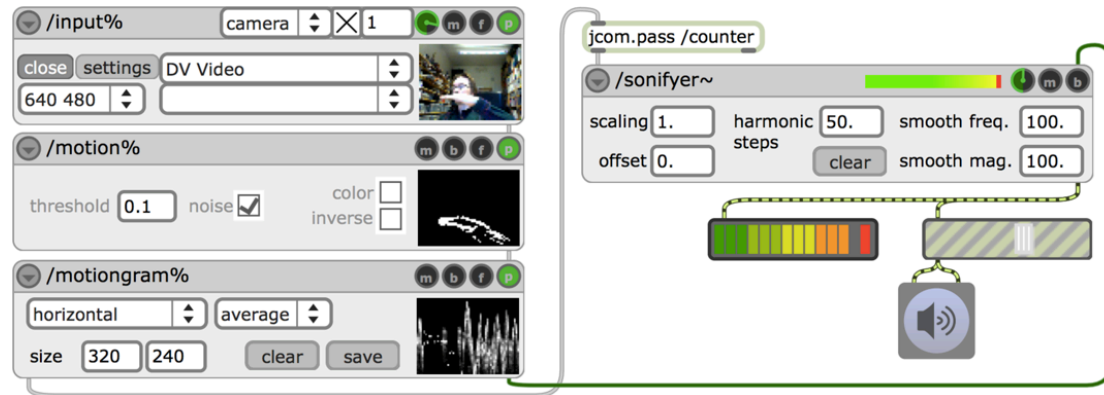 /input%
camera
1
m f p
close settings DV Video
640 480
/motion%
m b f p
threshold 0.1 noise
color
inverse
/motiongram%
m b f p
horizontal average
size 320 240 clear save
jcom.pass /counter
/sonifyer~
m b
scaling 1. harmonic steps 50. smooth freq. 100.
offset 0. clear smooth mag. 100.